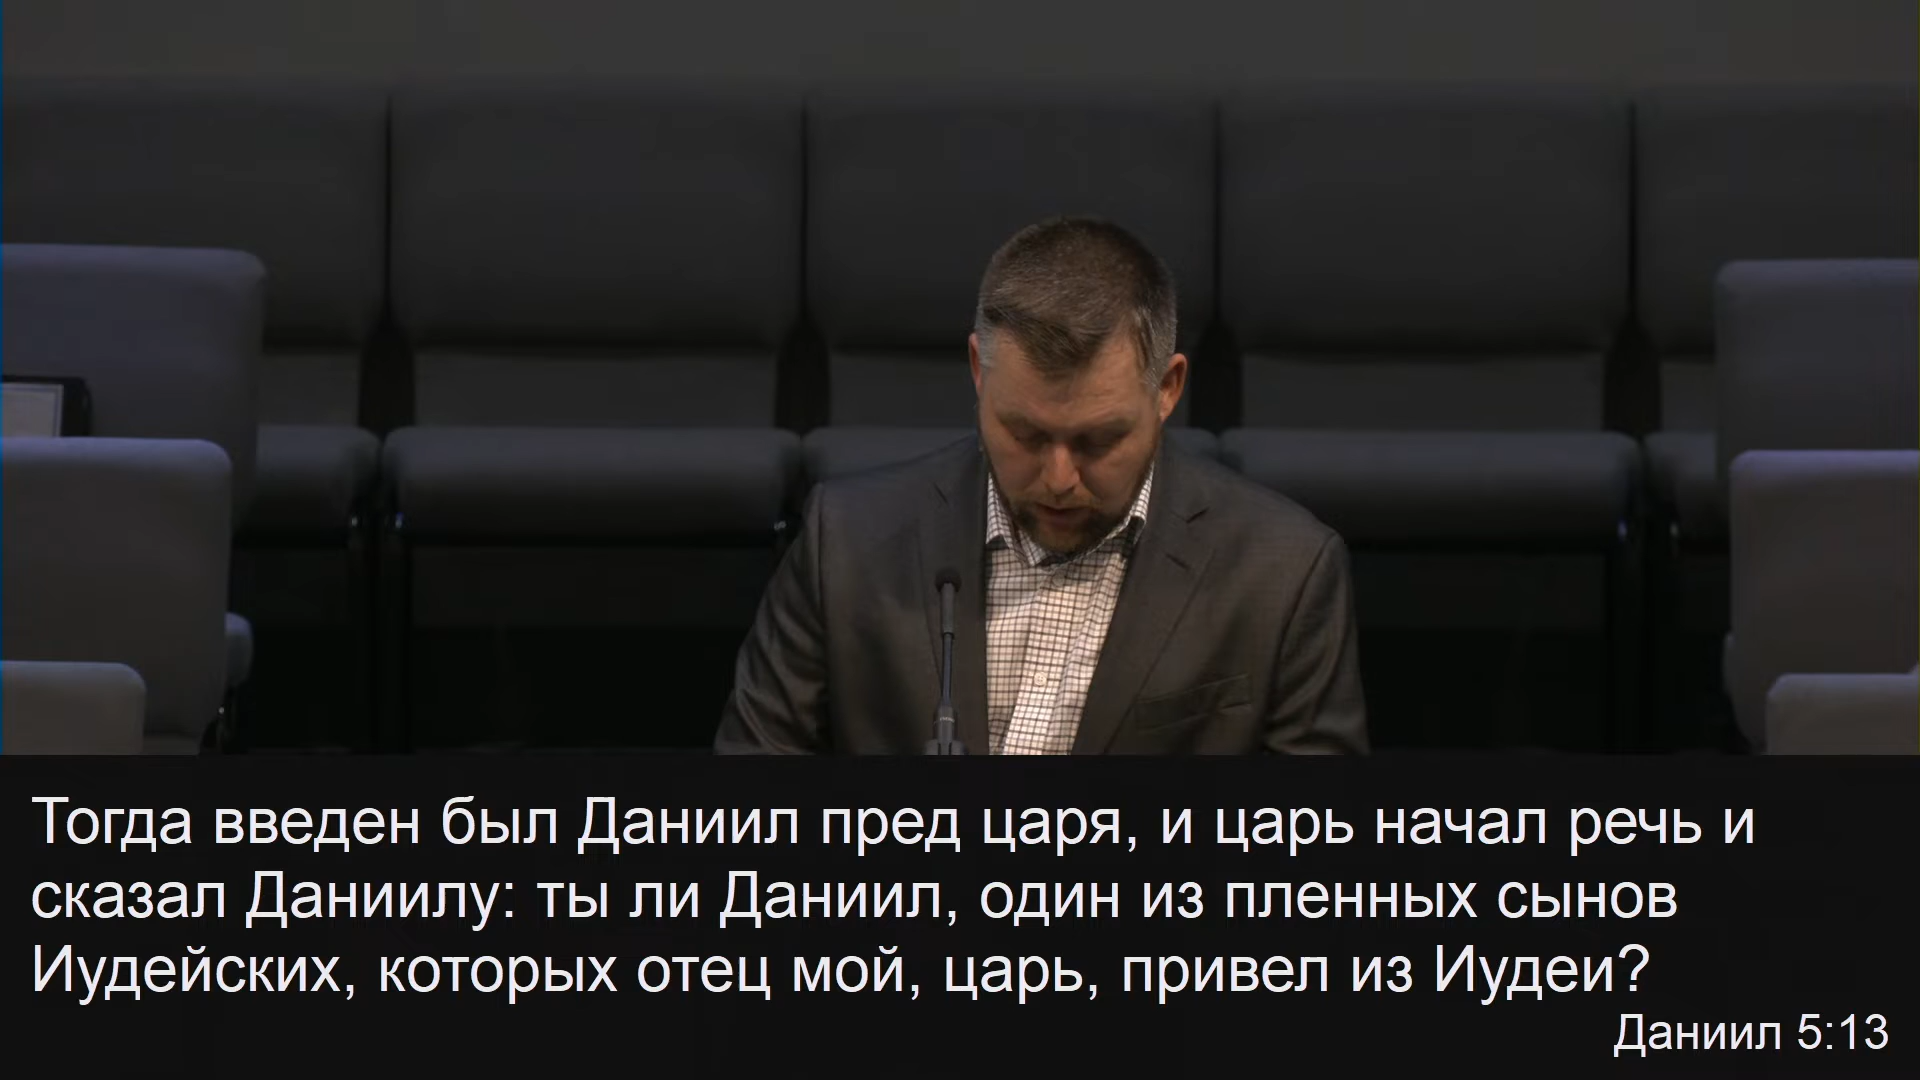 Тогда введен был Даниил пред царя, и царь начал речь и
сказал Даниилу: ты ли Даниил, один из пленных сынов
Иудейских, которых отец мой, царь, привел из Иудеи?
Даниил 5:13